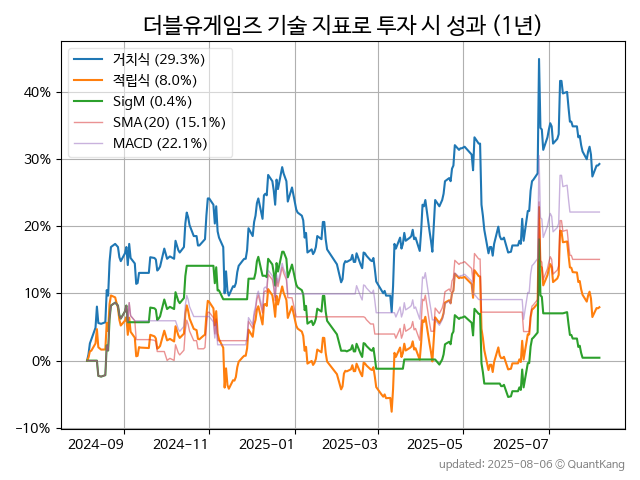 더블유게임즈 기술 지표로 투자 시 성과 (1년)
거치식 (29.3%)
적립식 (8.0%)
SigM (0.4%)
SMA(20) (15.1%)
MACD (22.1%)
40%
30%
20%
10%
0%
−10%
2024-09 2024-11 2025-01 2025-03 2025-05 2025-07
updated: 2025-08-06 © QuantKang